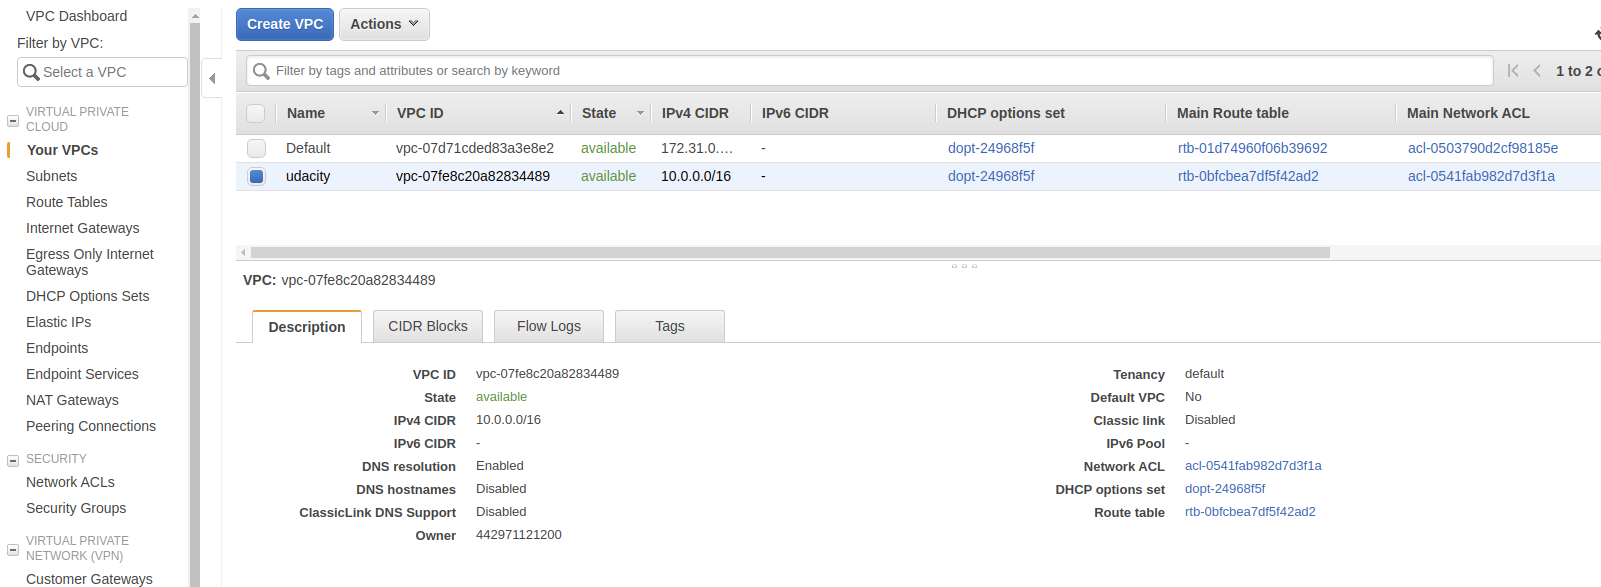 VPC Dashboard
Filter by VPC:
Select a VPC
VIRTUAL PRIVATE
CLOUD
Your VPCs
Subnets
Route Tables
Internet Gateways
Egress Only Internet
Gateways
DHCP Options Sets
Elastic IPs
Endpoints
Endpoint Services
NAT Gateways
Peering Connections
SECURITY
Network ACLs
Security Groups
VIRTUAL PRIVATE
NETWORK (VPN)
Customer Gateways
Create VPC Actions
Filter by tags and attributes or search by keyword 1 to 2
Name VPC ID State IPv4 CIDR IPv6 CIDR DHCP options set Main Route table Main Network ACL
Default vpc-07d71cded83a3e8e2 available 172.31.0.… - dopt-24968f5f rtb-01d74960f06b39692 acl-0503790d2cf98185e
udacity vpc-07fe8c20a82834489 available 10.0.0.0/16 - dopt-24968f5f rtb-0bfcbea7df5f42ad2 acl-0541fab982d7d3f1a
VPC: vpc-07fe8c20a82834489
Description CIDR Blocks Flow Logs Tags
VPC ID vpc-07fe8c20a82834489
State available
IPv4 CIDR 10.0.0.0/16
IPv6 CIDR -
DNS resolution Enabled
DNS hostnames Disabled
ClassicLink DNS Support Disabled
Owner 442971121200
Tenancy default
Default VPC No
Classic link Disabled
IPv6 Pool -
Network ACL acl-0541fab982d7d3f1a
DHCP options set dopt-24968f5f
Route table rtb-0bfcbea7df5f42ad2